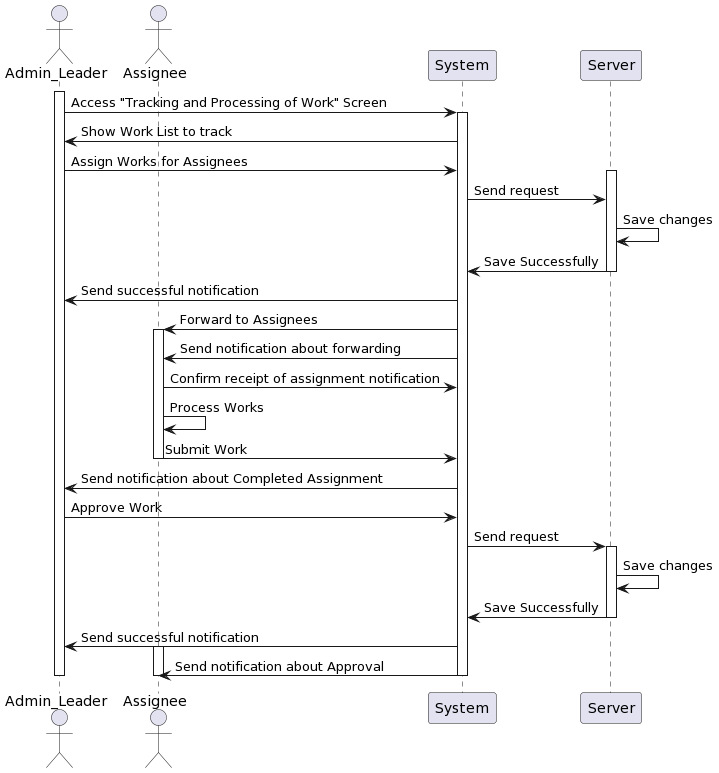 Admin_Leader
Assignee
System
Server
Access "Tracking and Processing of Work" Screen
Show Work List to track
Assign Works for Assignees
Send request
Save changes
Save Successfully
Send successful notification
Forward to Assignees
Send notification about forwarding
Confirm receipt of assignment notification
Process Works
Submit Work
Send notification about Completed Assignment
Approve Work
Send request
Save changes
Save Successfully
Send successful notification
Send notification about Approval
Admin_Leader
Assignee
System
Server